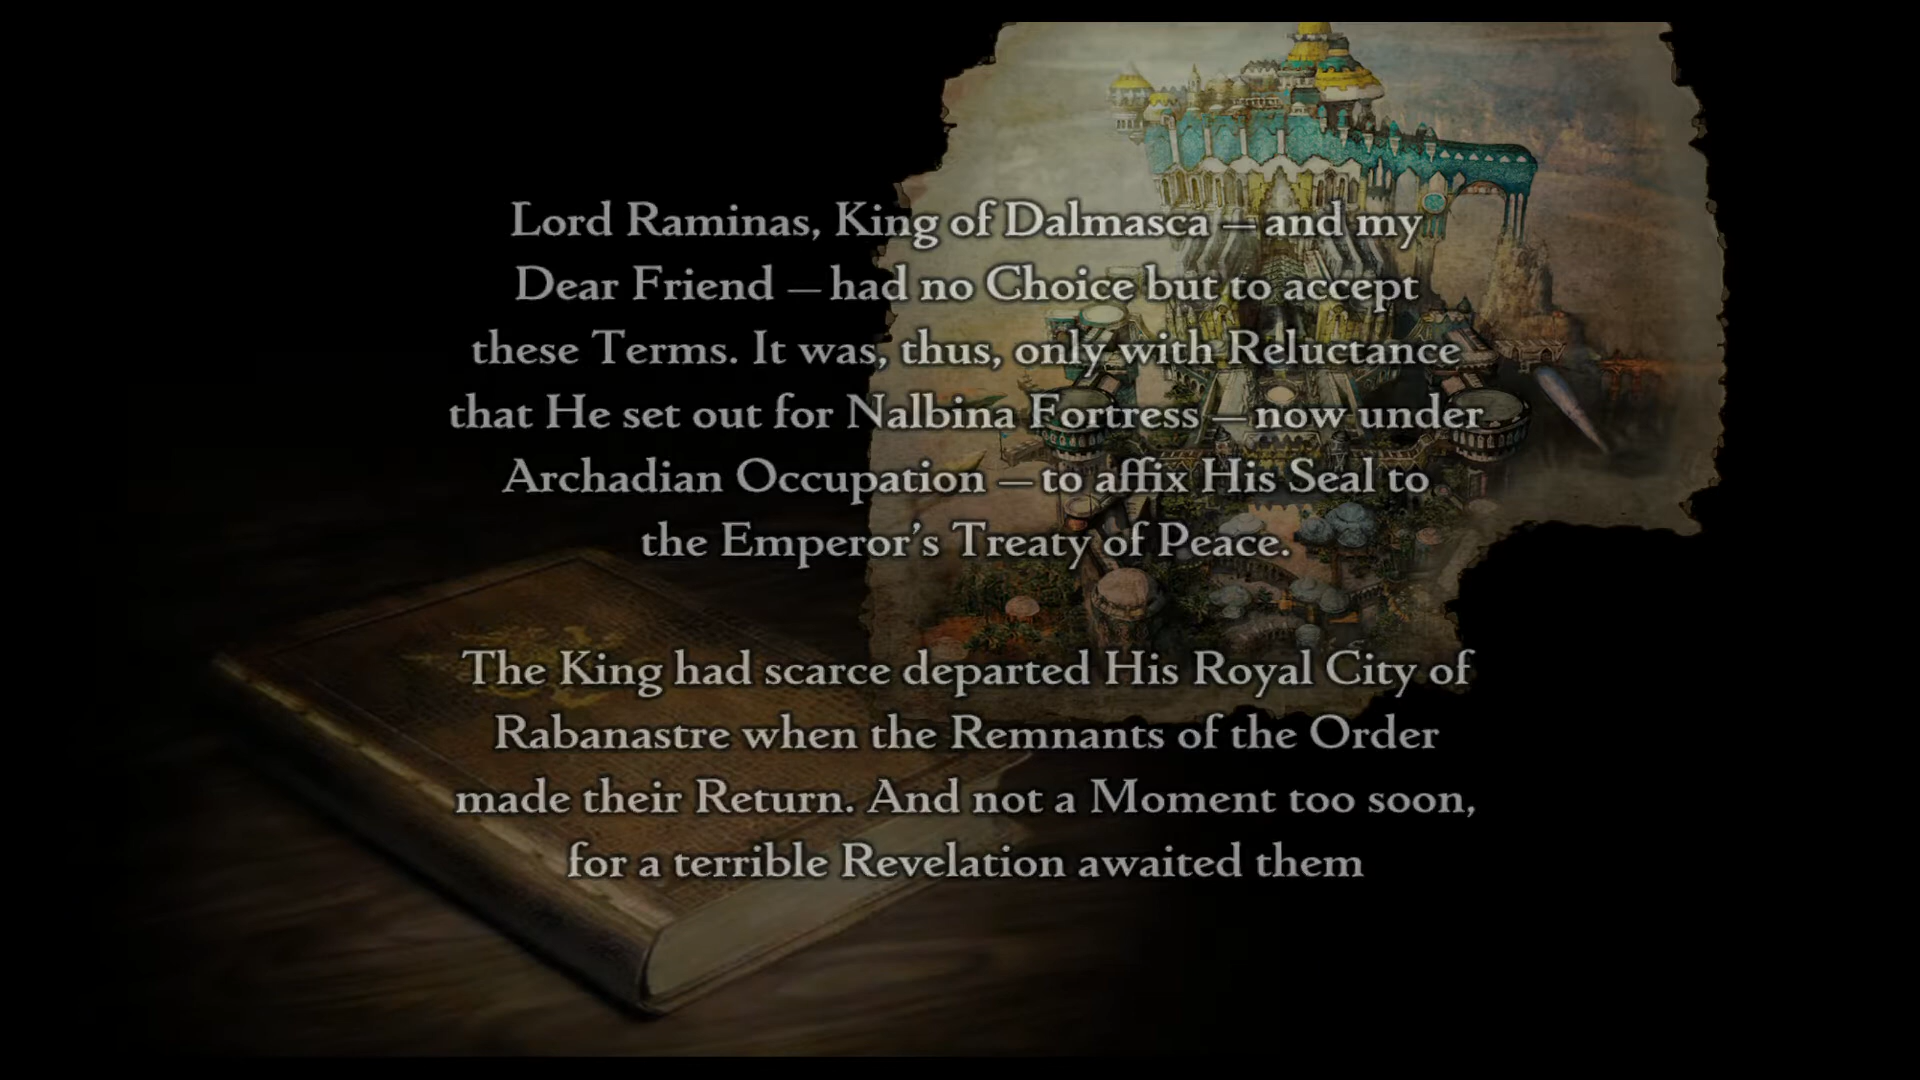 Lord Raminas, King of Dalmasca — and my
Dear Friend — had no Choice but to accept
these Terms. It was, thus, only with Reluctance
that He set out for Nalbina Fortress — now under
Archadian Occupation — to affix His Seal to
the Emperor’s Treaty of Peace.
The King had scarce departed His Royal City of
Rabanastre when the Remnants of the Order
made their Return. And not a Moment too soon,
for a terrible Revelation awaited them